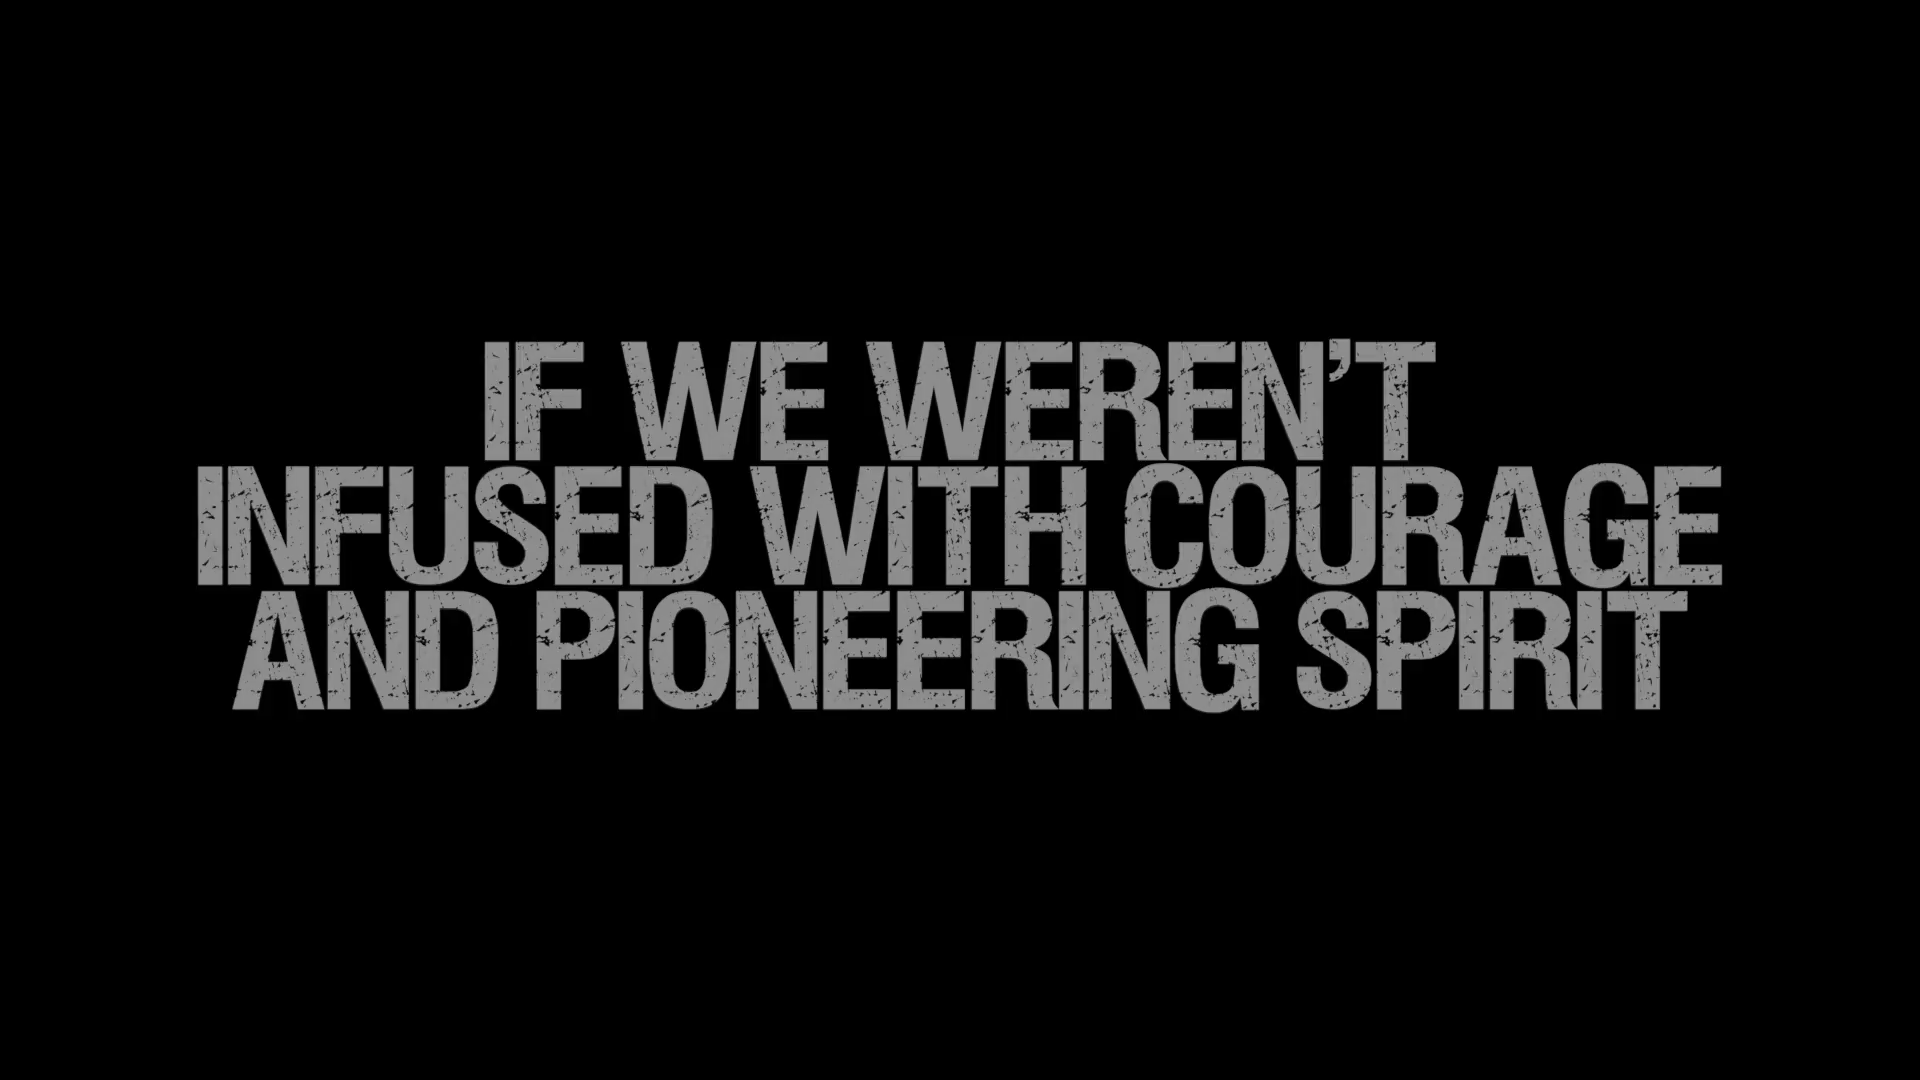 IF WE WEREN’T
INFUSED WITH COURAGE
AND PIONEERING SPIRIT